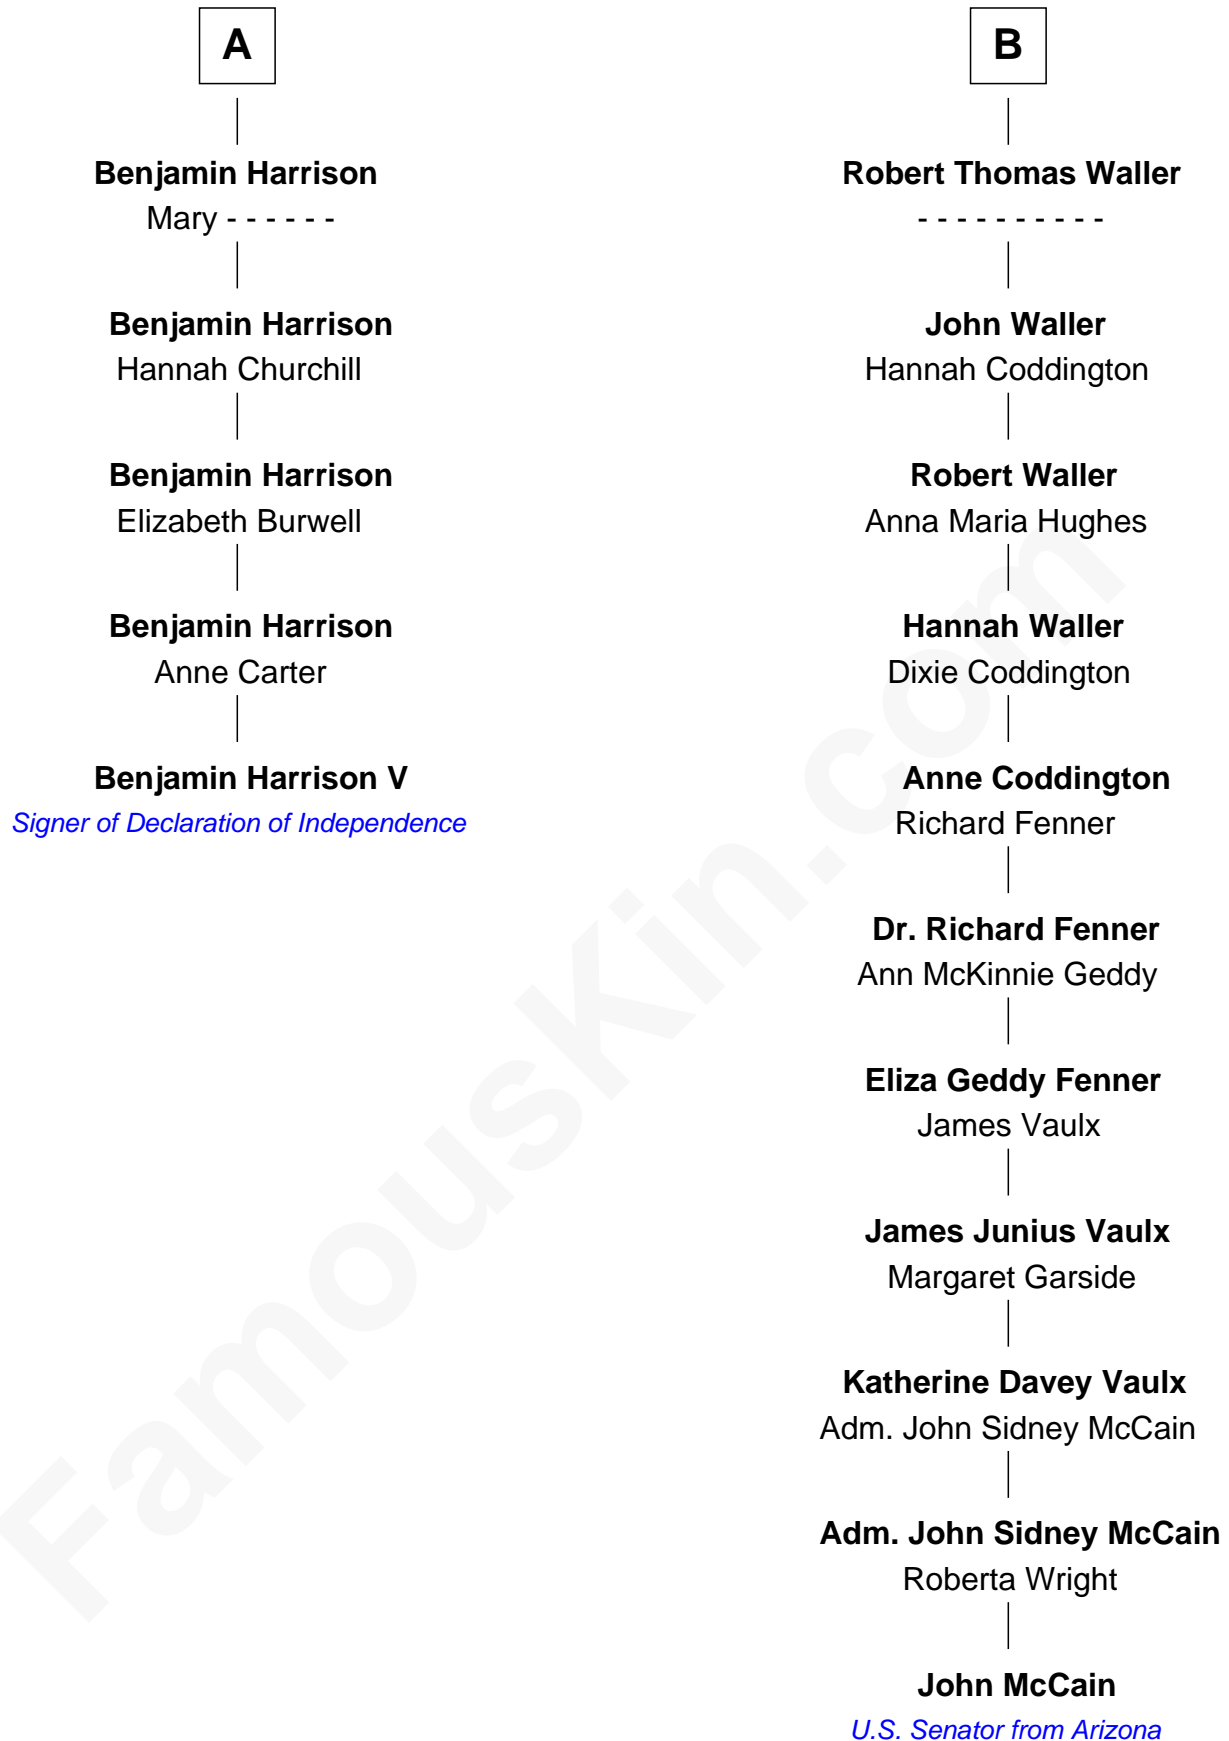 A
Benjamin Harrison
Mary - - - - - -
Benjamin Harrison
Hannah Churchill
Benjamin Harrison
Elizabeth Burwell
Benjamin Harrison
Anne Carter
Benjamin Harrison V
Signer of Declaration of Independence
B
Robert Thomas Waller
- - - - - - - - - -
John Waller
Hannah Coddington
Robert Waller
Anna Maria Hughes
Hannah Waller
Dixie Coddington
Anne Coddington
Richard Fenner
Dr. Richard Fenner
Ann McKinnie Geddy
Eliza Geddy Fenner
James Vaulx
James Junius Vaulx
Margaret Garside
Katherine Davey Vaulx
Adm. John Sidney McCain
Adm. John Sidney McCain
Roberta Wright
John McCain
U.S. Senator from Arizona
FamousKin.com